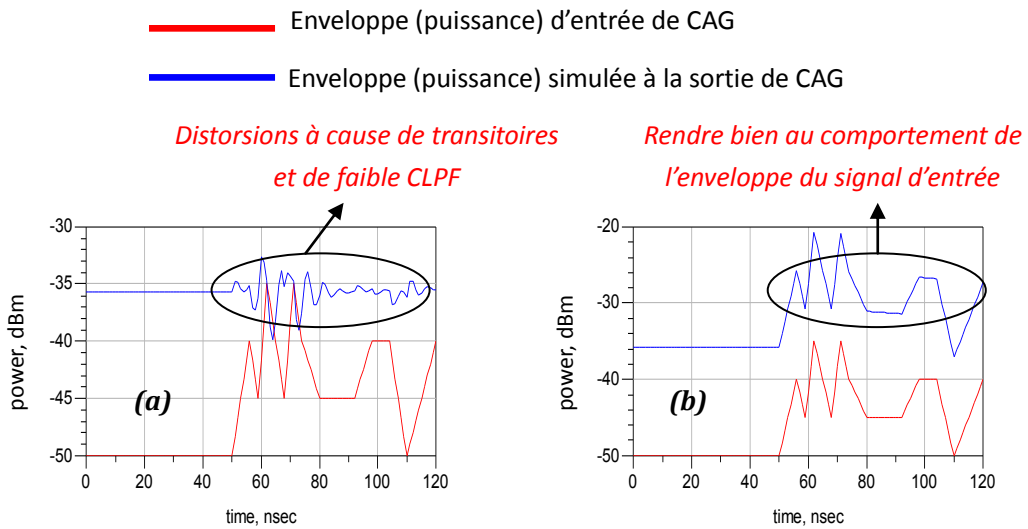 Enveloppe (puissance) d'entrée de CAG
Enveloppe (puissance) simulée à la sortie de CAG
Distorsions à cause de transitoires
et de faible CLPF
Rendre bien au comportement de
l'enveloppe du signal d'entrée
-30
-35
-40
-45
-50
power, dBm
(a)
0 20 40 60 80 100 120
time, nsec
-20
-30
-40
-50
power, dBm
(b)
0 20 40 60 80 100 120
time, nsec